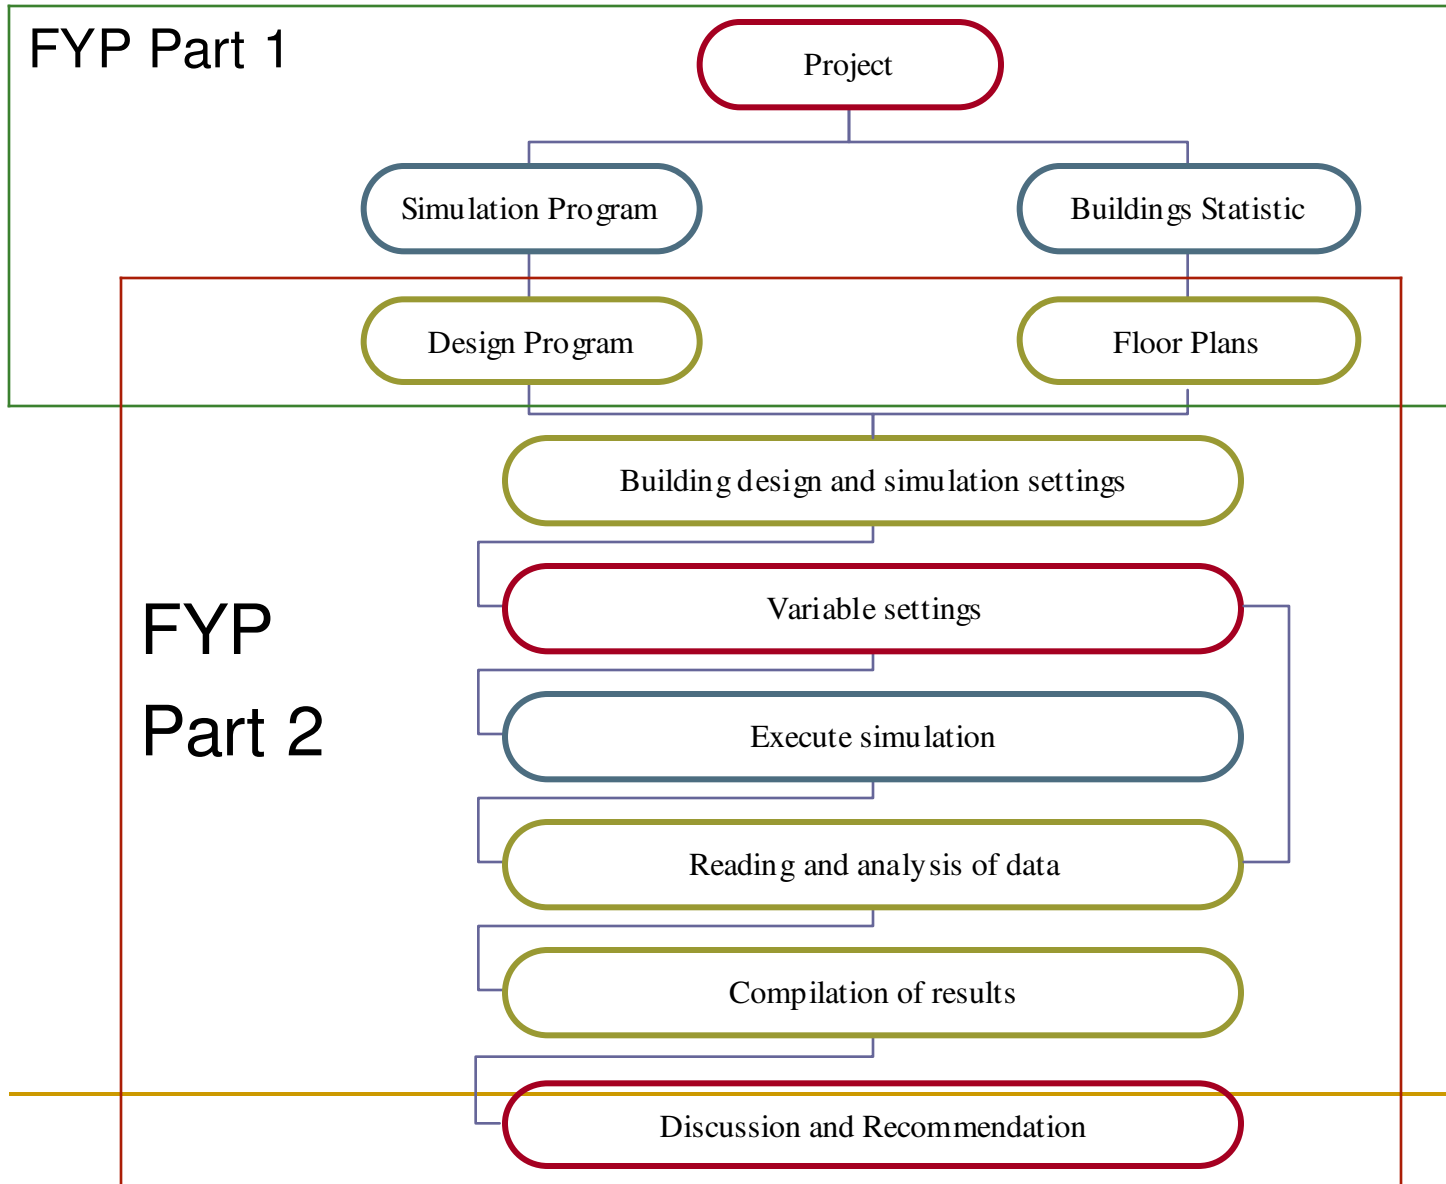 FYP Part 1
Project
Simulation Program
Buildings Statistic
Design Program
Floor Plans
Building design and simulation settings
FYP
Part 2
Variable settings
Execute simulation
Reading and analysis of data
Compilation of results
Discussion and Recommendation